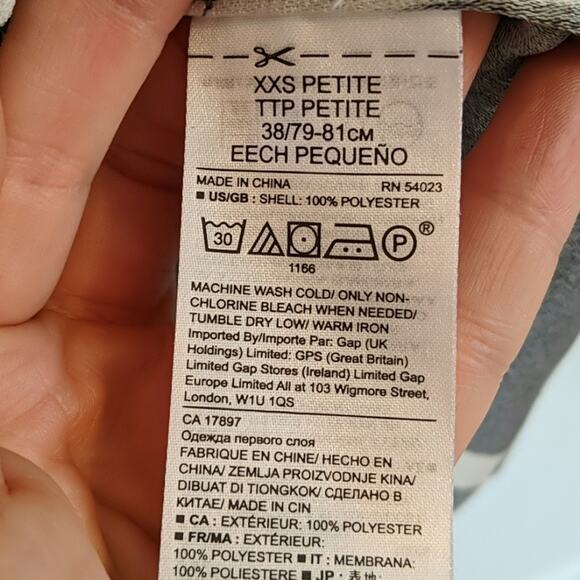 XXS PETITE
TTP PETITE
38/79-81CM
EECH PEQUEÑO
MADE IN CHINA RN 54023
■ US/GB : SHELL: 100% POLYESTER
30 P ®
1166
MACHINE WASH COLD/ ONLY NON-
CHLORINE BLEACH WHEN NEEDED/
TUMBLE DRY LOW/ WARM IRON
Imported By/Importe Par: Gap (UK
Holdings) Limited: GPS (Great Britain)
Limited Gap Stores (Ireland) Limited Gap
Europe Limited All at 103 Wigmore Street,
London, W1U 1QS
CA 17897
Одежда первого слоя
FABRIQUE EN CHINE/ HECHO EN
CHINA/ ZEMLJA PROIZVODNJE KINA/
DIBUAT DI TIONGKOK/ СДЕЛАНО В
КИТАЕ/ MADE IN CIN
■ CA : EXTÉRIEUR: 100% POLYESTER
■ FR/MA : EXTÉRIEUR:
100% POLYESTER ■ IT : MEMBRANA:
100% POLIESTERE ■ JP : 表地